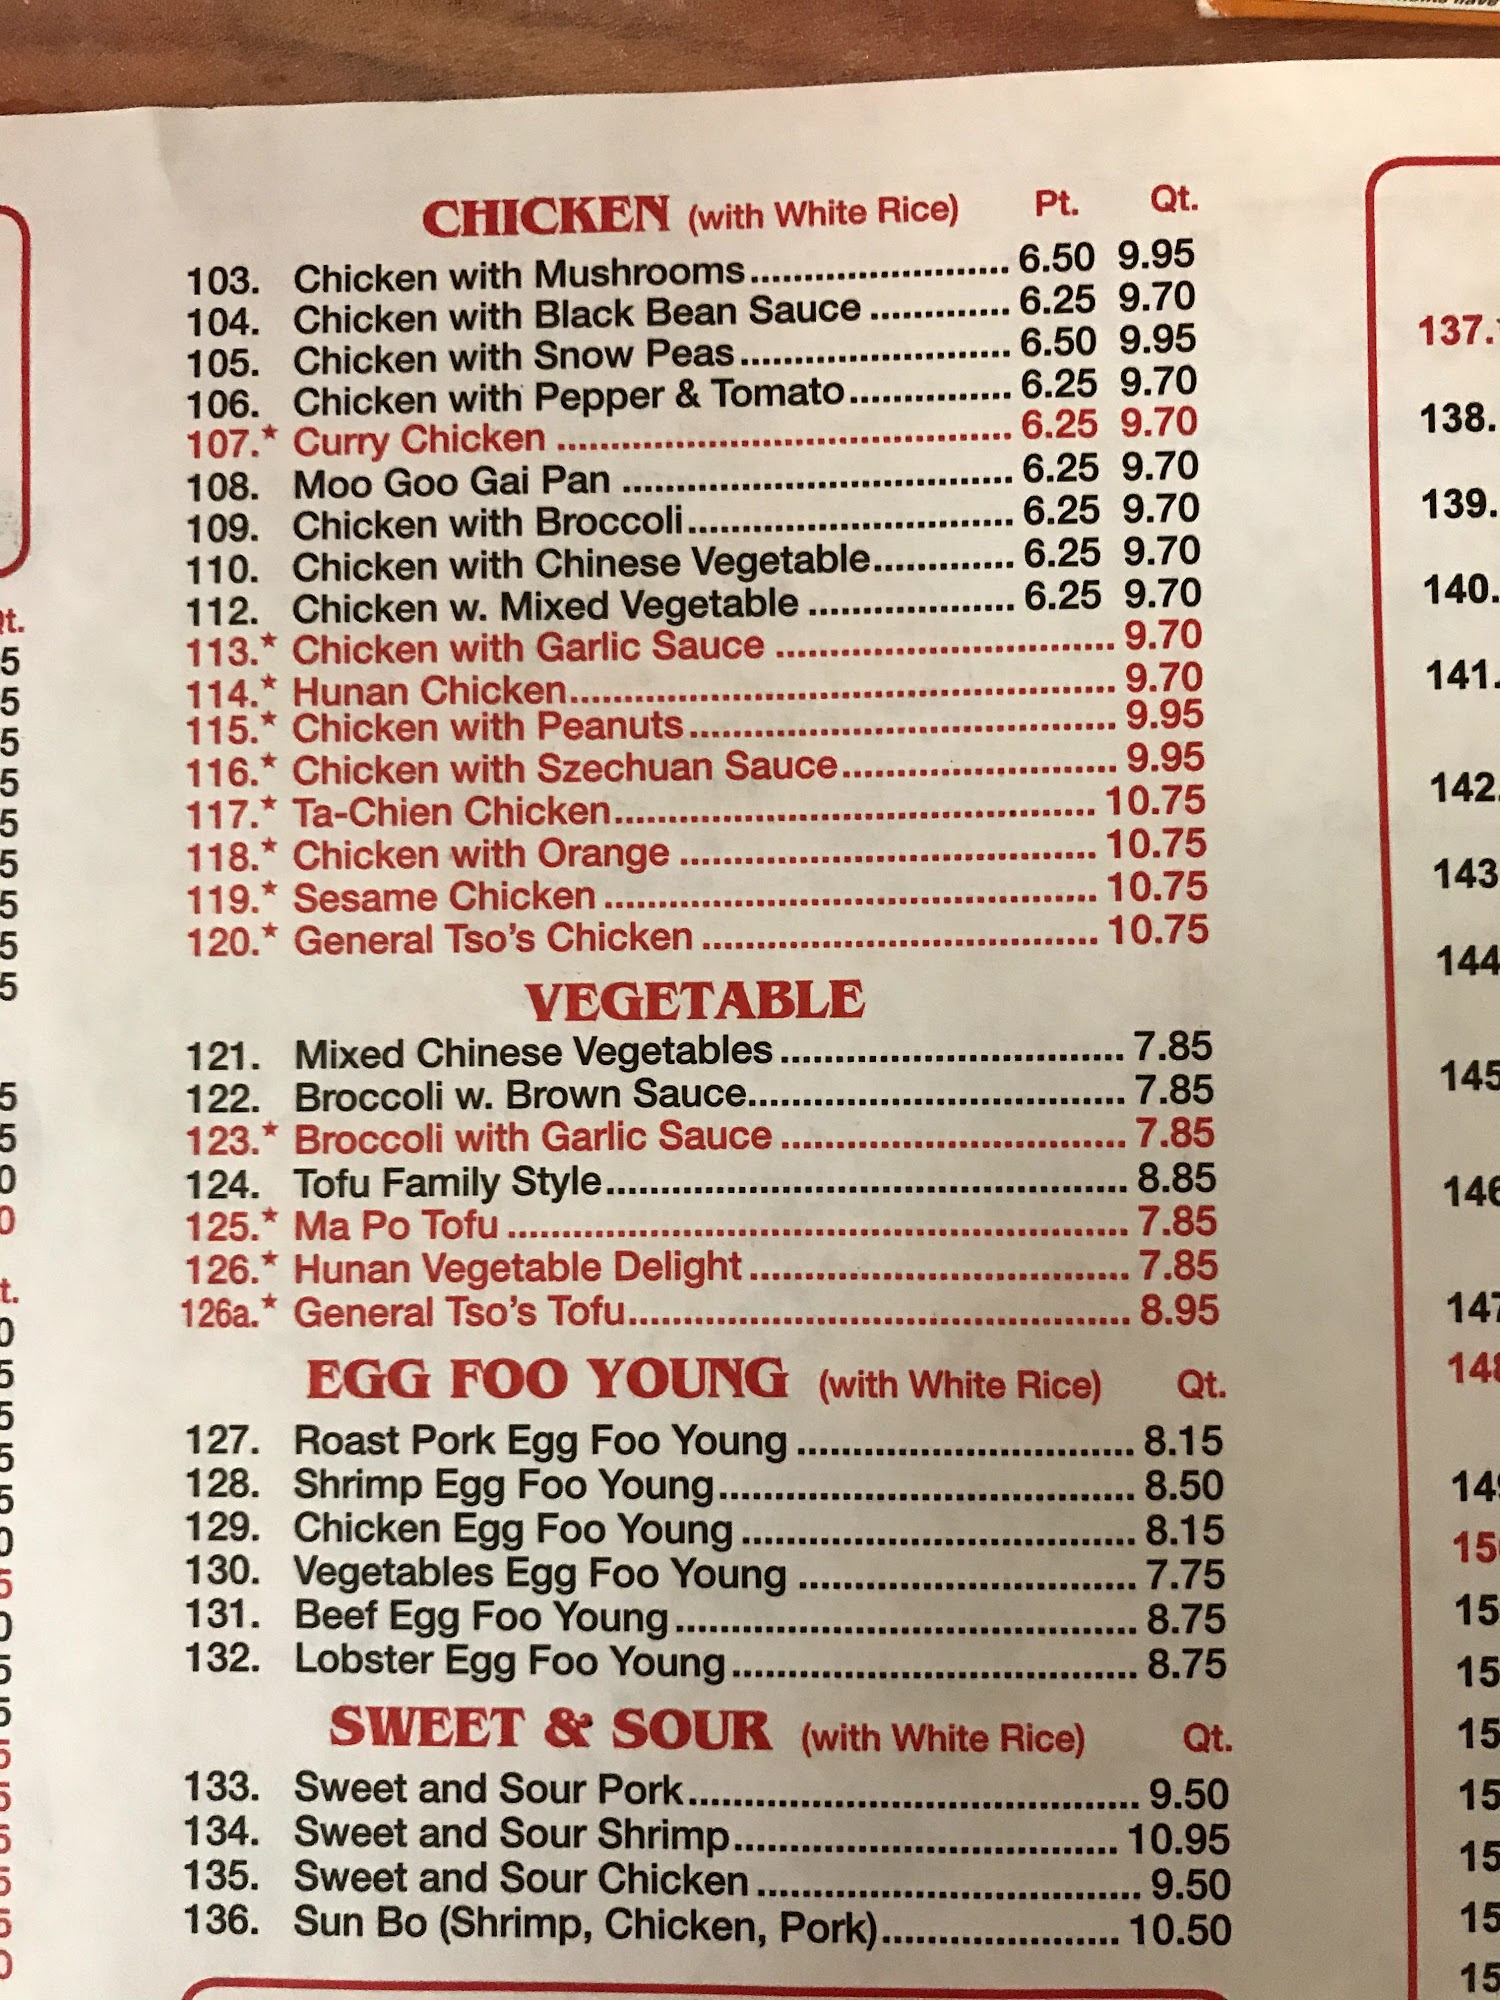 CHICKEN (with White Rice) Pt. Qt.
103. Chicken with Mushrooms........................ 6.50 9.95
104. Chicken with Black Bean Sauce ............. 6.25 9.70
105. Chicken with Snow Peas......................... 6.50 9.95
106. Chicken with Pepper & Tomato............... 6.25 9.70
107.* Curry Chicken .......................................... 6.25 9.70
108. Moo Goo Gai Pan .................................... 6.25 9.70
109. Chicken with Broccoli.............................. 6.25 9.70
110. Chicken with Chinese Vegetable............. 6.25 9.70
112. Chicken w. Mixed Vegetable ................... 6.25 9.70
113.* Chicken with Garlic Sauce ................................ 9.70
114.* Hunan Chicken................................................... 9.70
115.* Chicken with Peanuts........................................ 9.95
116.* Chicken with Szechuan Sauce.......................... 9.95
117.* Ta-Chien Chicken............................................. 10.75
118.* Chicken with Orange ....................................... 10.75
119.* Sesame Chicken .............................................. 10.75
120.* General Tso's Chicken ..................................... 10.75
VEGETABLE
121. Mixed Chinese Vegetables ................................ 7.85
122. Broccoli w. Brown Sauce................................... 7.85
123.* Broccoli with Garlic Sauce ................................ 7.85
124. Tofu Family Style................................................. 8.85
125.* Ma Po Tofu .......................................................... 7.85
126.* Hunan Vegetable Delight ................................... 7.85
126a.* General Tso's Tofu............................................... 8.95
EGG FOO YOUNG (with White Rice) Qt.
127. Roast Pork Egg Foo Young ............................... 8.15
128. Shrimp Egg Foo Young....................................... 8.50
129. Chicken Egg Foo Young ..................................... 8.15
130. Vegetables Egg Foo Young ................................ 7.75
131. Beef Egg Foo Young........................................... 8.75
132. Lobster Egg Foo Young...................................... 8.75
SWEET & SOUR (with White Rice) Qt.
133. Sweet and Sour Pork.......................................... 9.50
134. Sweet and Sour Shrimp.................................... 10.95
135. Sweet and Sour Chicken .................................... 9.50
136. Sun Bo (Shrimp, Chicken, Pork)...................... 10.50
137.
138.
139.
140.
141.
142.
143
144
145
146
147